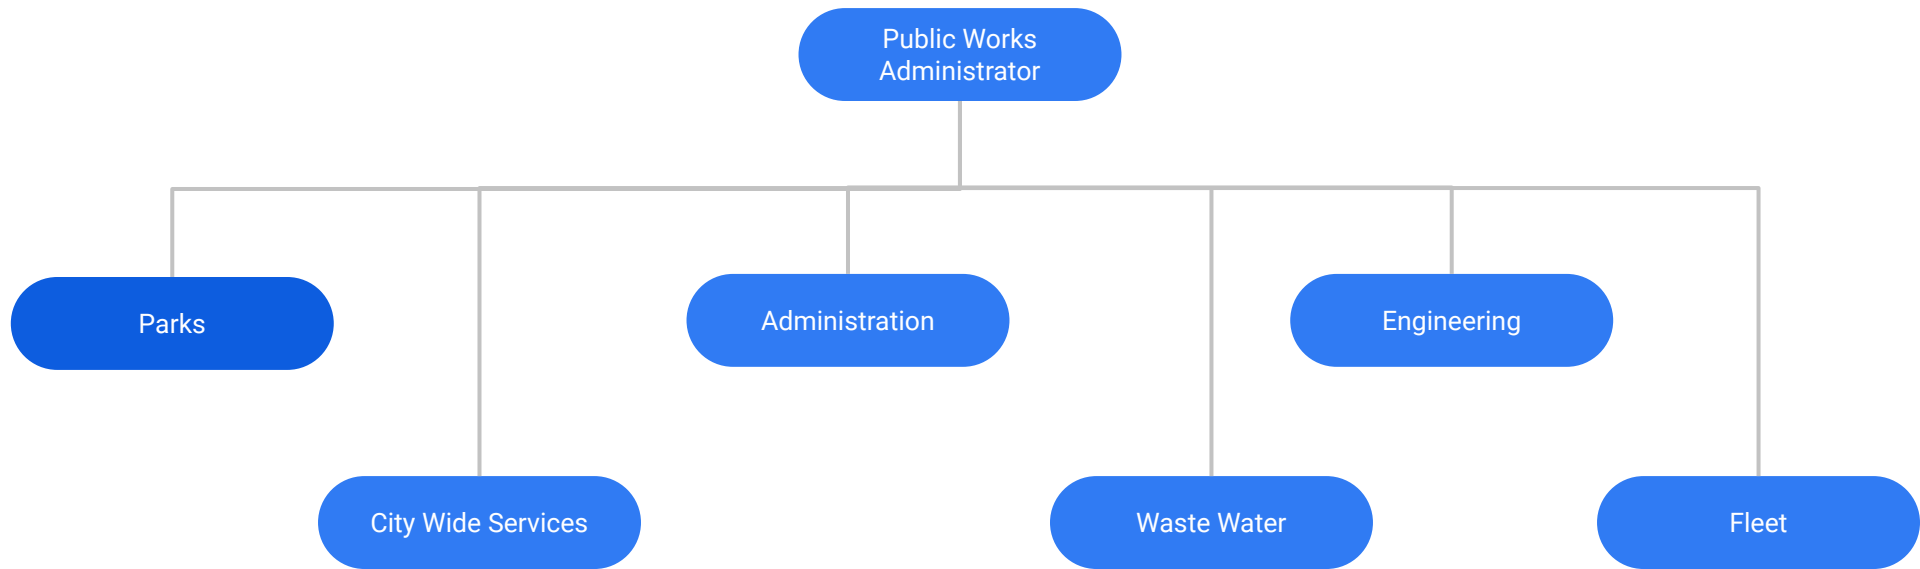 Public Works
Administrator
Parks
Administration
Engineering
City Wide Services
Waste Water
Fleet